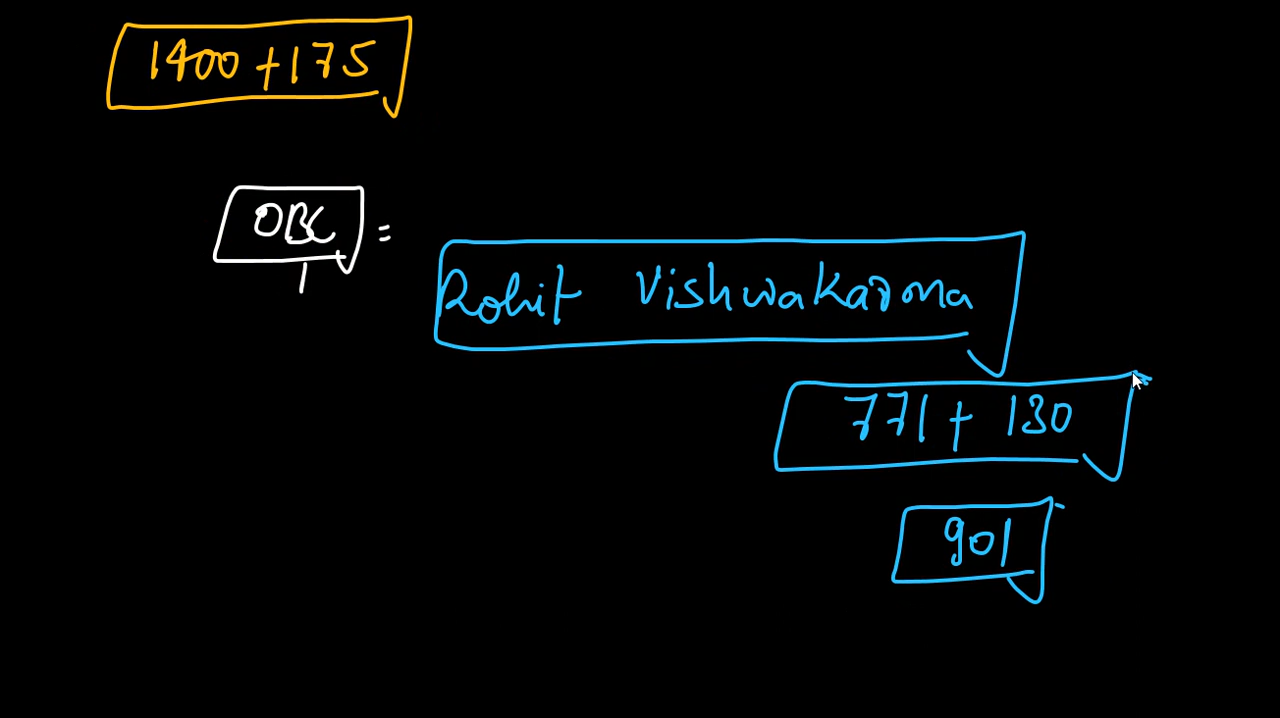 1400 + 175
OBC =
Rohit Vishwakarma
771 + 130
901